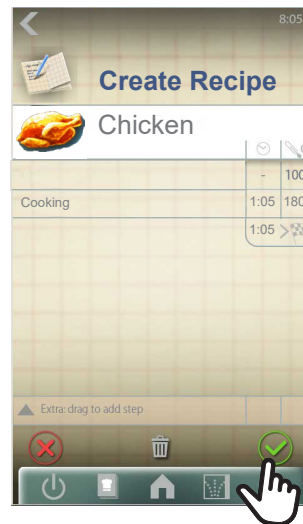 8:05
Create Recipe
Chicken
- 100
Cooking 1:05 180
1:05
Extra: drag to add step